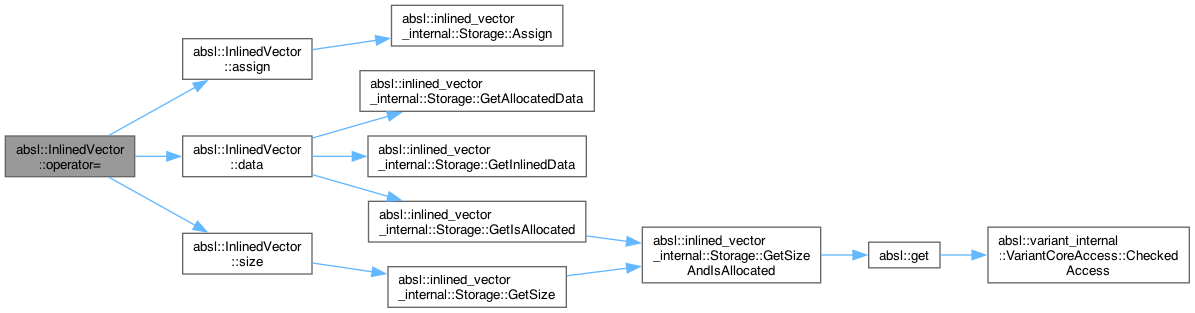 absl::InlinedVector
::operator=
absl::InlinedVector
::assign
absl::inlined_vector
_internal::Storage::Assign
absl::InlinedVector
::data
absl::inlined_vector
_internal::Storage::GetAllocatedData
absl::inlined_vector
_internal::Storage::GetInlinedData
absl::inlined_vector
_internal::Storage::GetIsAllocated
absl::InlinedVector
::size
absl::inlined_vector
_internal::Storage::GetSize
absl::inlined_vector
_internal::Storage::GetSize
AndIsAllocated
absl::get
absl::variant_internal
::VariantCoreAccess::Checked
Access